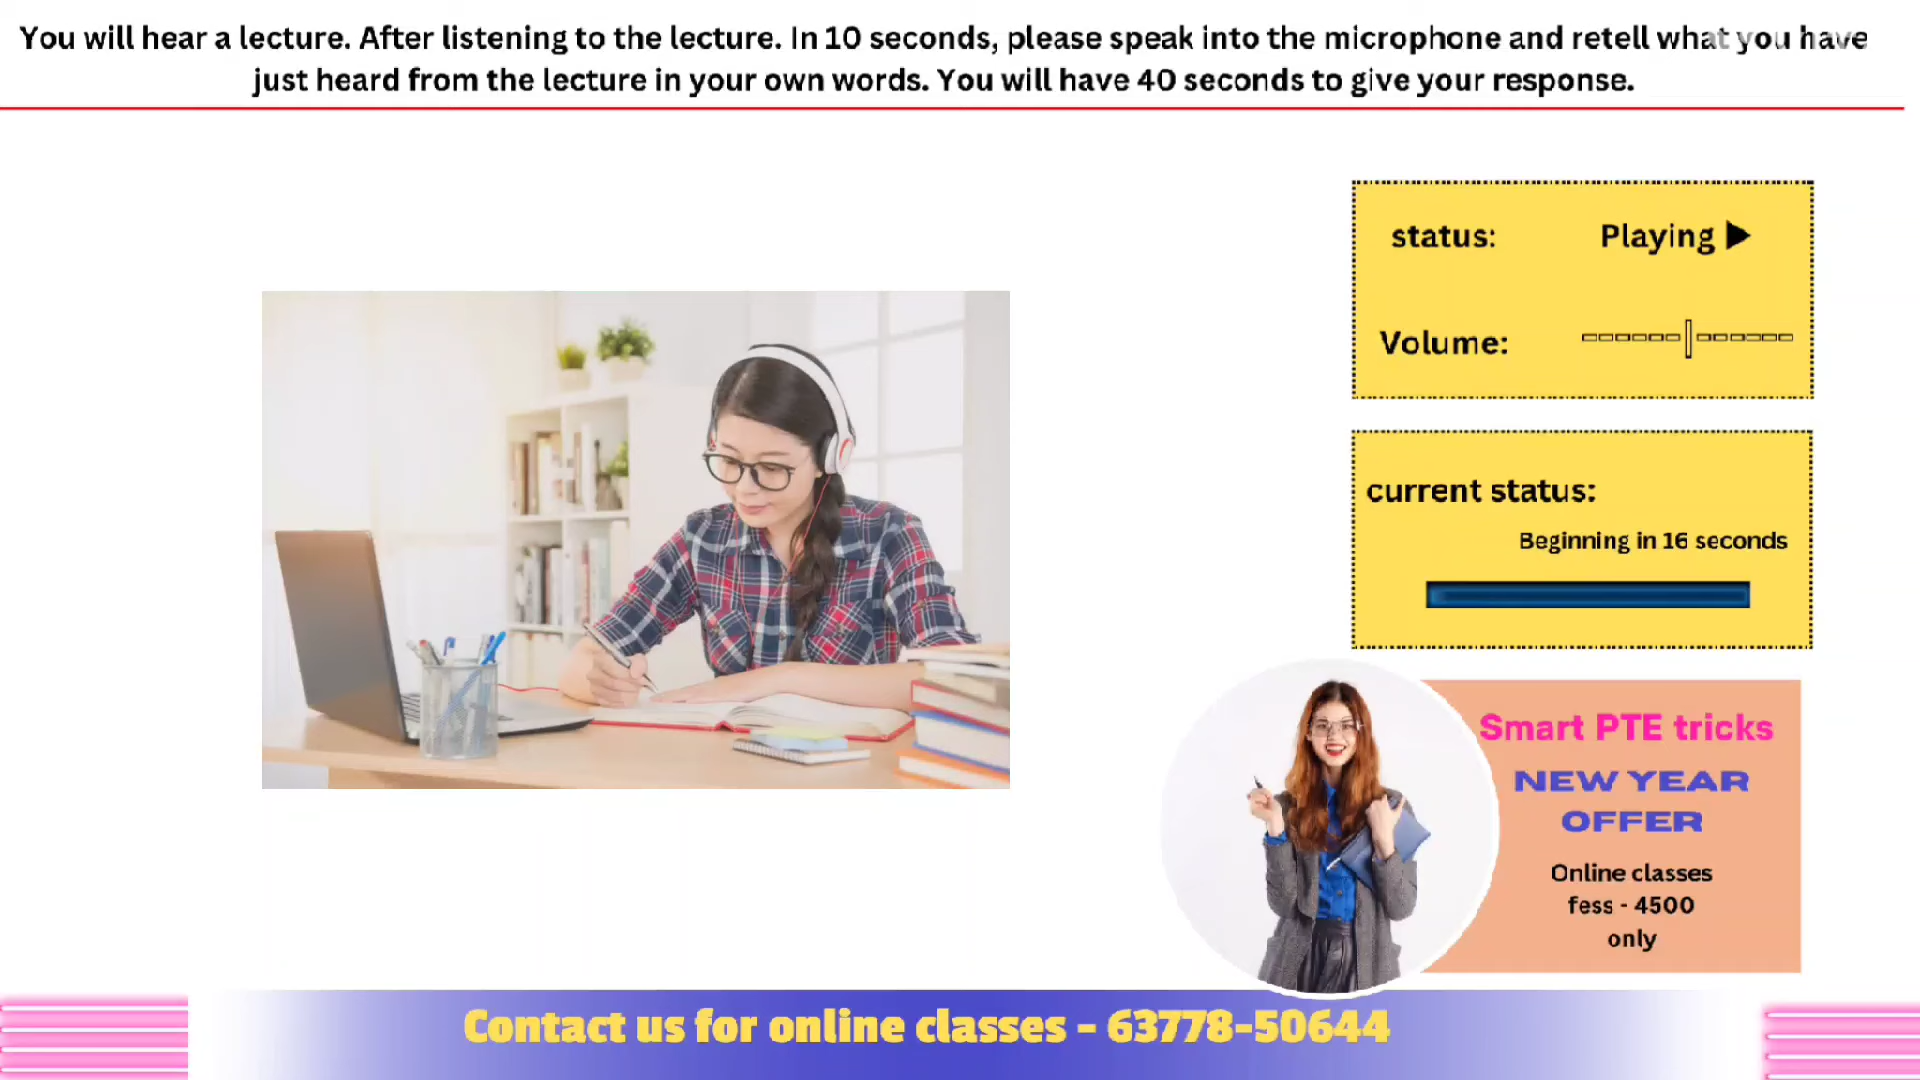 You will hear a lecture. After listening to the lecture. In 10 seconds, please speak into the microphone and retell what you have
just heard from the lecture in your own words. You will have 40 seconds to give your response.
status: Playing ▶
Volume:
current status:
Beginning in 16 seconds
Smart PTE tricks
NEW YEAR
OFFER
Online classes
fess - 4500
only
Contact us for online classes - 63778-50644